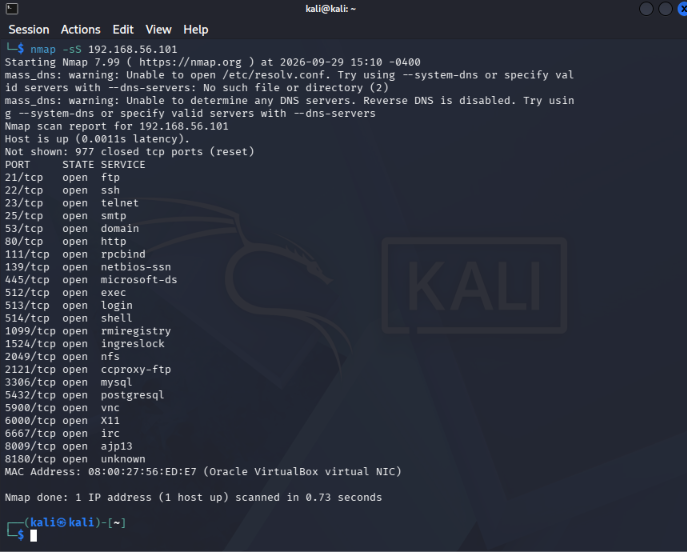 kali@kali: ~
Session Actions Edit View Help
└─$ nmap -sS 192.168.56.101
Starting Nmap 7.99 ( https://nmap.org ) at 2026-09-29 15:10 -0400
mass_dns: warning: Unable to open /etc/resolv.conf. Try using --system-dns or specify val
id servers with --dns-servers: No such file or directory (2)
mass_dns: warning: Unable to determine any DNS servers. Reverse DNS is disabled. Try usin
g --system-dns or specify valid servers with --dns-servers
Nmap scan report for 192.168.56.101
Host is up (0.0011s latency).
Not shown: 977 closed tcp ports (reset)
PORT     STATE SERVICE
21/tcp   open  ftp
22/tcp   open  ssh
23/tcp   open  telnet
25/tcp   open  smtp
53/tcp   open  domain
80/tcp   open  http
111/tcp  open  rpcbind
139/tcp  open  netbios-ssn
445/tcp  open  microsoft-ds
512/tcp  open  exec
513/tcp  open  login
514/tcp  open  shell
1099/tcp open  rmiregistry
1524/tcp open  ingreslock
2049/tcp open  nfs
2121/tcp open  ccproxy-ftp
3306/tcp open  mysql
5432/tcp open  postgresql
5900/tcp open  vnc
6000/tcp open  X11
6667/tcp open  irc
8009/tcp open  ajp13
8180/tcp open  unknown
MAC Address: 08:00:27:56:ED:E7 (Oracle VirtualBox virtual NIC)
Nmap done: 1 IP address (1 host up) scanned in 0.73 seconds
┌──(kali㉿kali)-[~]
└─$
KALI